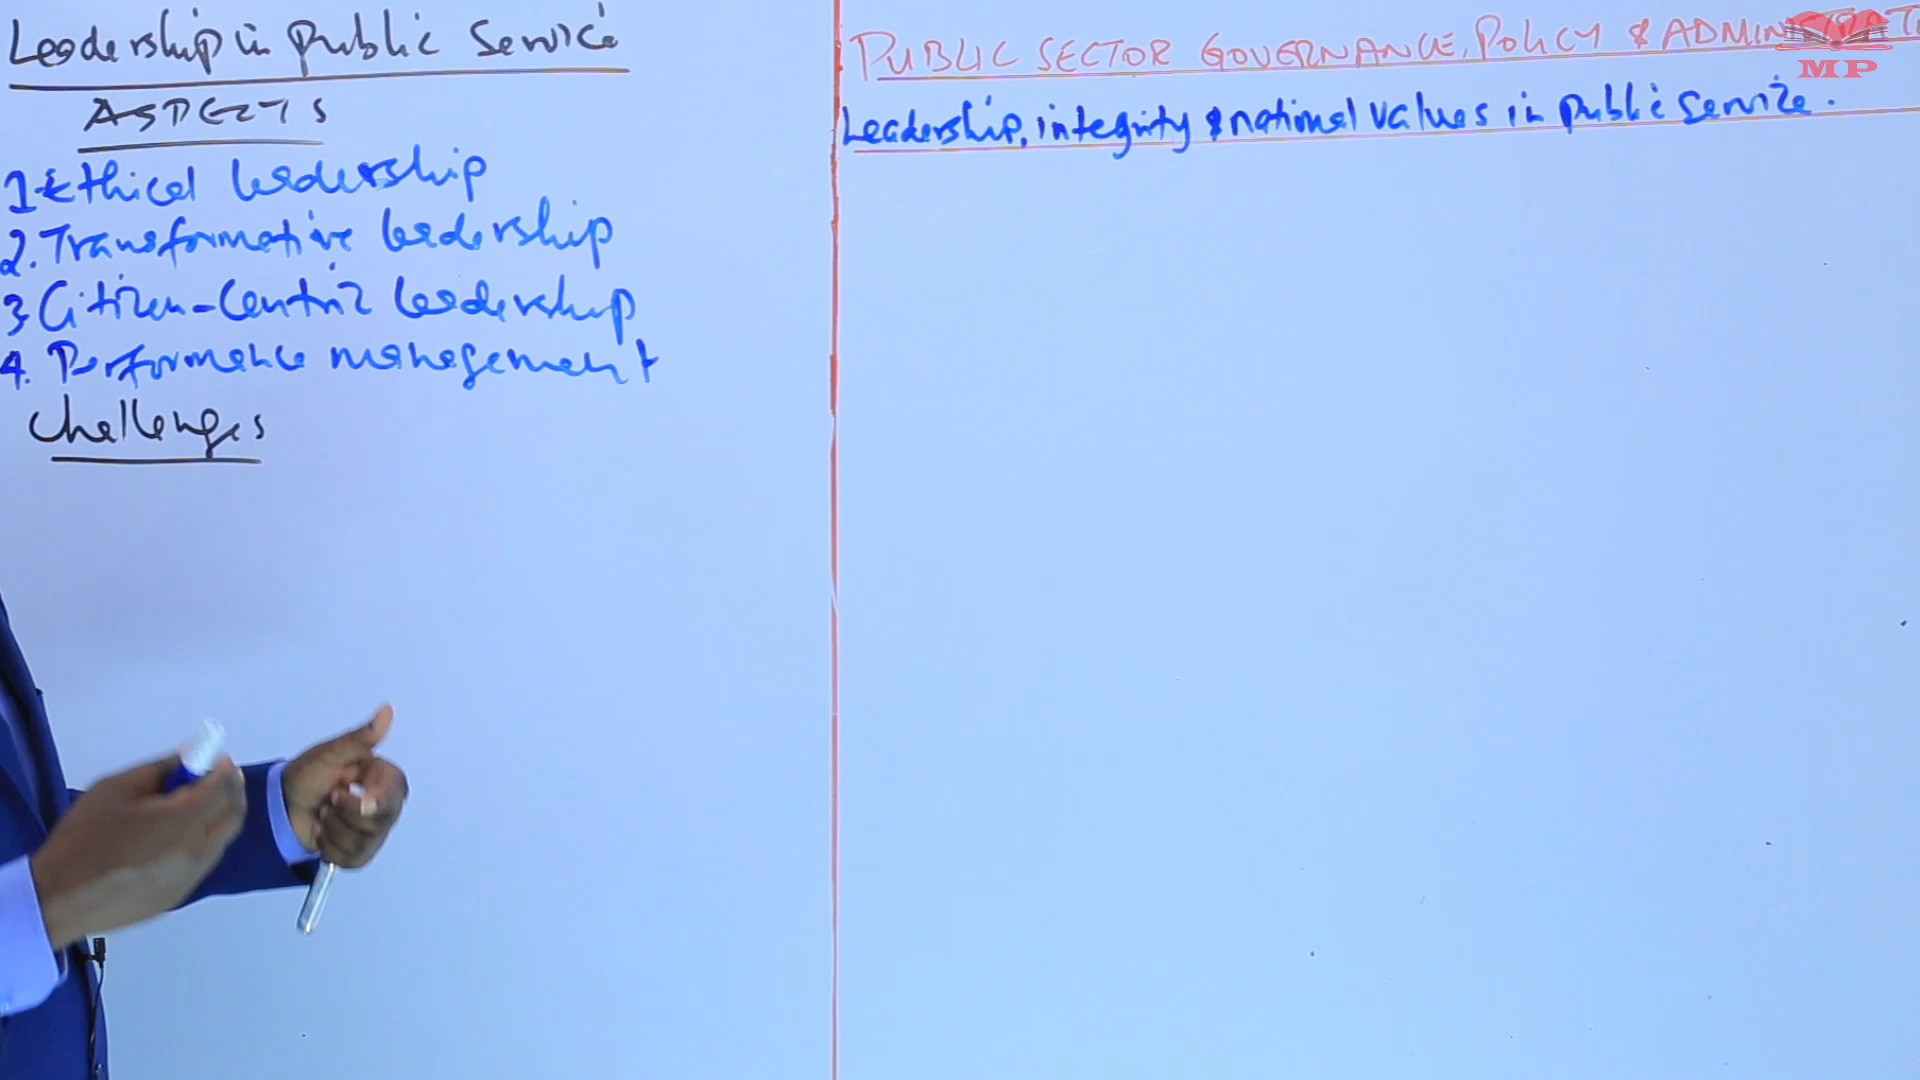 Leadership in public service
ASPECTS
1. Ethical leadership
2. Transformative leadership
3. Citizen-Centric leadership
4. Performance management
Challenges
PUBLIC SECTOR GOVERNANCE, POLICY & ADMINISTRATI
Leadership, integrity & national values in public service.
MP